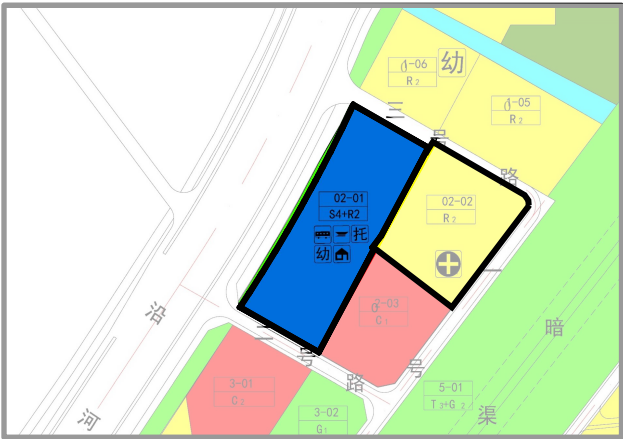 1-06
R2
幼
1-05
R2
三
号
路
02-01
S4+R2
托
幼
02-02
R2
一
号
路
2-03
C1
沿
河
二
号
路
3-01
C2
3-02
G1
5-01
T3+G2
暗
渠